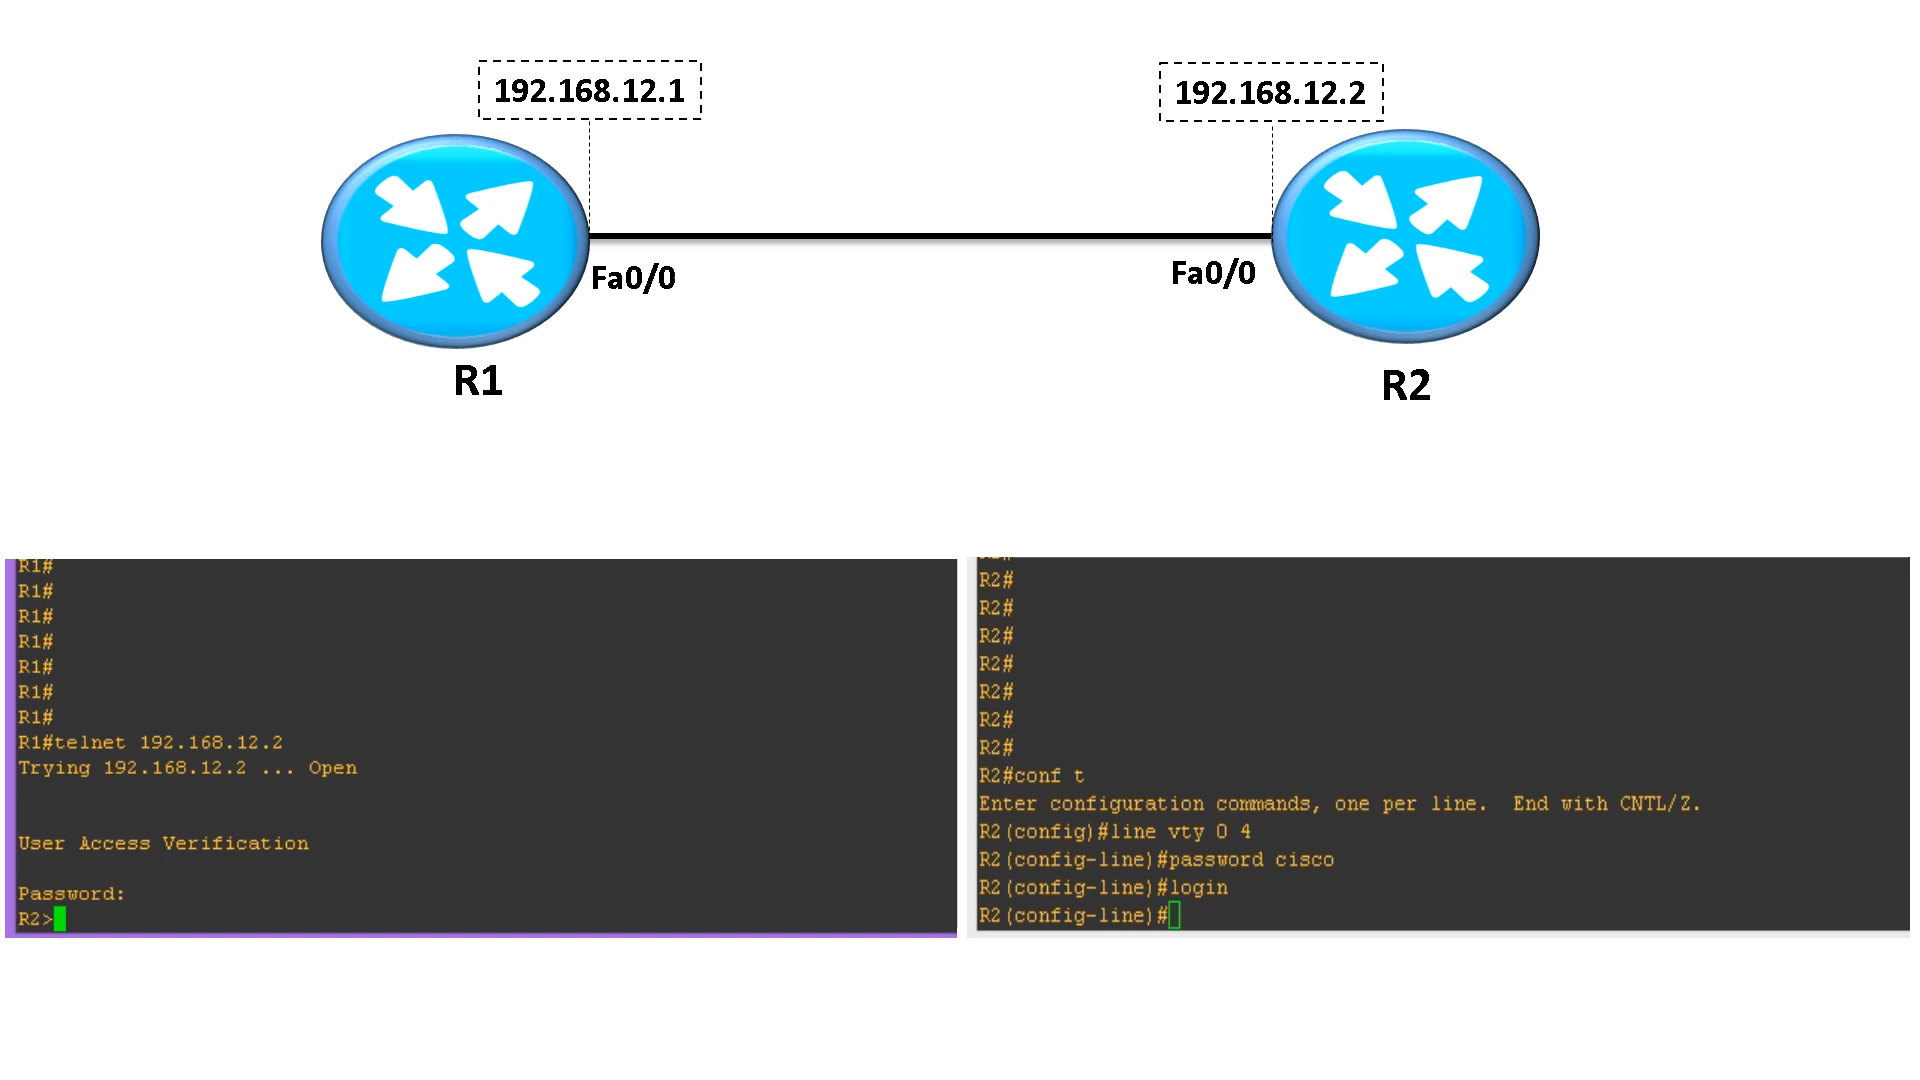 192.168.12.1
192.168.12.2
Fa0/0
Fa0/0
R1
R2
R1#
R1#
R1#
R1#
R1#
R1#
R1#
R1#telnet 192.168.12.2
Trying 192.168.12.2 ... Open
User Access Verification
Password:
R2>
R2#
R2#
R2#
R2#
R2#
R2#
R2#
R2#conf t
Enter configuration commands, one per line.  End with CNTL/Z.
R2(config)#line vty 0 4
R2(config-line)#password cisco
R2(config-line)#login
R2(config-line)#